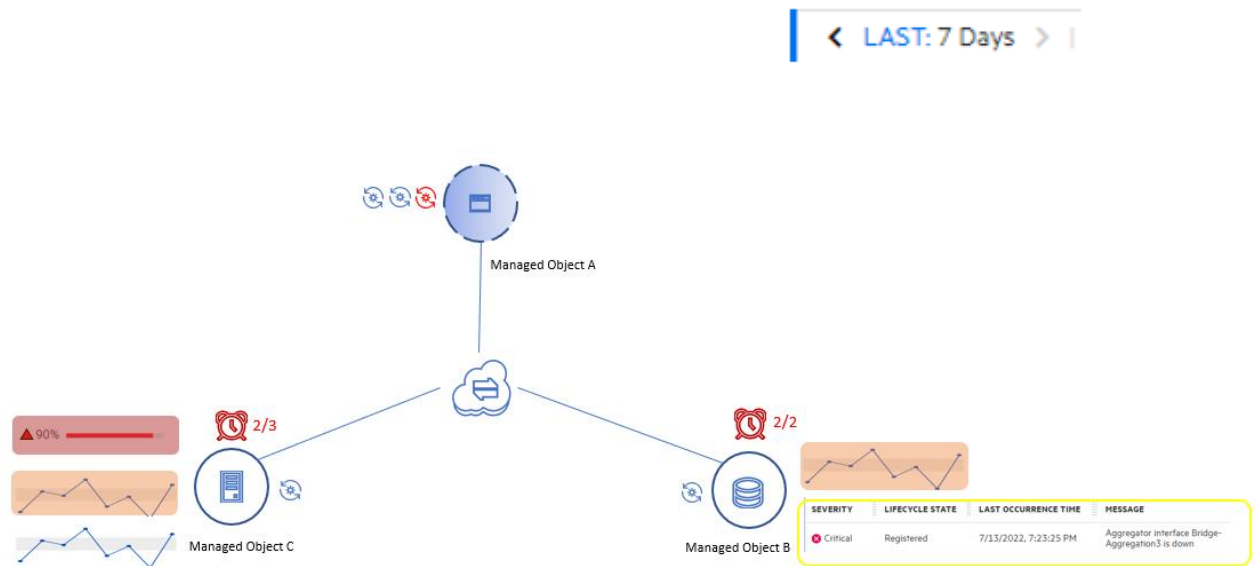 LAST: 7 Days
Managed Object A
90%
2/3
2/2
SEVERITY LIFECYCLE STATE LAST OCCURRENCE TIME MESSAGE
Critical Registered 7/13/2022, 7:23:25 PM Aggregator interface Bridge-
Aggregation3 is down
Managed Object C
Managed Object B